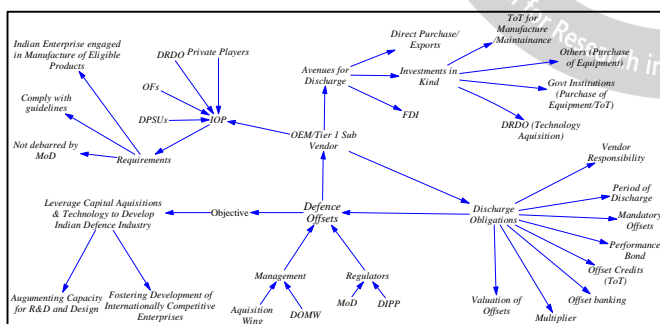 for Research in
ToT for
Manufacture
/Maintainance
Direct Purchase/
Exports
DRDO
Private Players
Indian Enterprise engaged
in Manufacture of Eligible
Products
Avenues for
Discharge
Investments in
Kind
Others (Purchase
of Equipment)
Govt Institutions
(Purchase of
Equipment/ToT)
OFs
Comply with
guidelines
DPSUs
IOP
FDI
DRDO (Technology
Aquisition)
OEM/Tier 1 Sub
Vendor
Not debarred by
MoD
Requirements
Vendor
Responsibility
Period of
Discharge
Leverage Capital Aquisitions
& Technology to Develop
Indian Defence Industry
Objective
Defence
Offsets
Discharge
Obligations
Mandatory
Offsets
Performance
Bond
Offset Credits
(ToT)
Management
Regulators
Augumenting Capacity
for R&D and Design
Fostering Development of
Internationally Competitive
Enterprises
Aquisition
Wing
DOMW
MoD
DIPP
Valuation of
Offsets
Multiplier
Offset banking